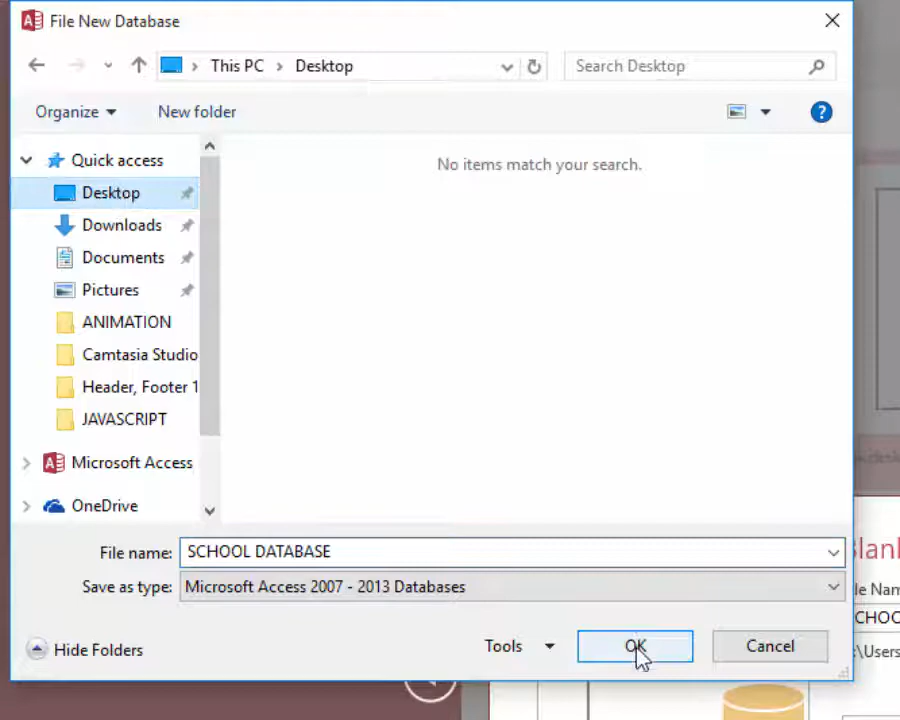 File New Database
This PC > Desktop
Search Desktop
Organize
New folder
Quick access
No items match your search.
Desktop
Downloads
Documents
Pictures
ANIMATION
Camtasia Studio
Header, Footer 1
JAVASCRIPT
Microsoft Access
OneDrive
File name: SCHOOL DATABASE
Save as type: Microsoft Access 2007 - 2013 Databases
Hide Folders
Tools
OK
Cancel